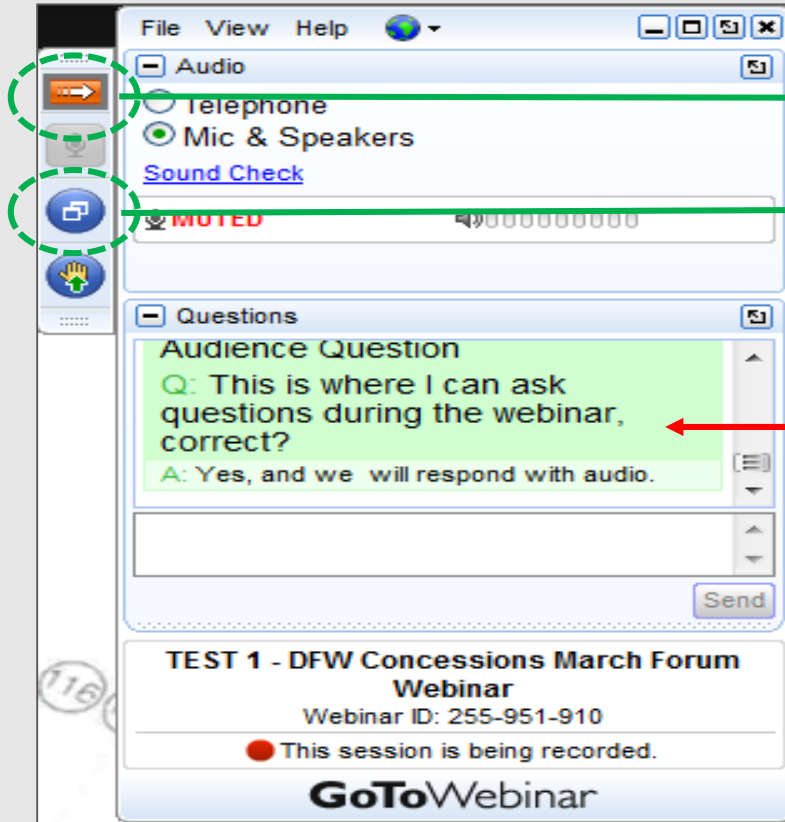 File View Help
Audio
Telephone
Mic & Speakers
Sound Check
MUTED
Questions
Audience Question
Q: This is where I can ask
questions during the webinar,
correct?
A: Yes, and we will respond with audio.
Send
TEST 1 - DFW Concessions March Forum
Webinar
Webinar ID: 255-951-910
This session is being recorded.
GoToWebinar
116